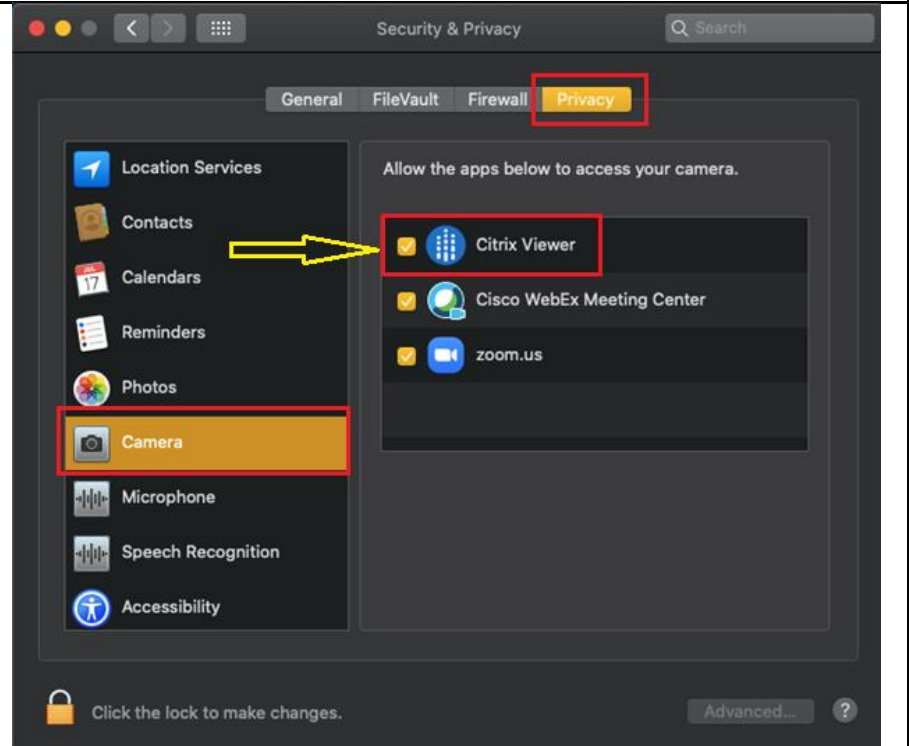 Security & Privacy
Search
General FileVault Firewall Privacy
Location Services
Contacts
JUL
17
Calendars
Reminders
Photos
Camera
Microphone
Speech Recognition
Accessibility
Allow the apps below to access your camera.
Citrix Viewer
Cisco WebEx Meeting Center
zoom.us
Click the lock to make changes.
Advanced...
?